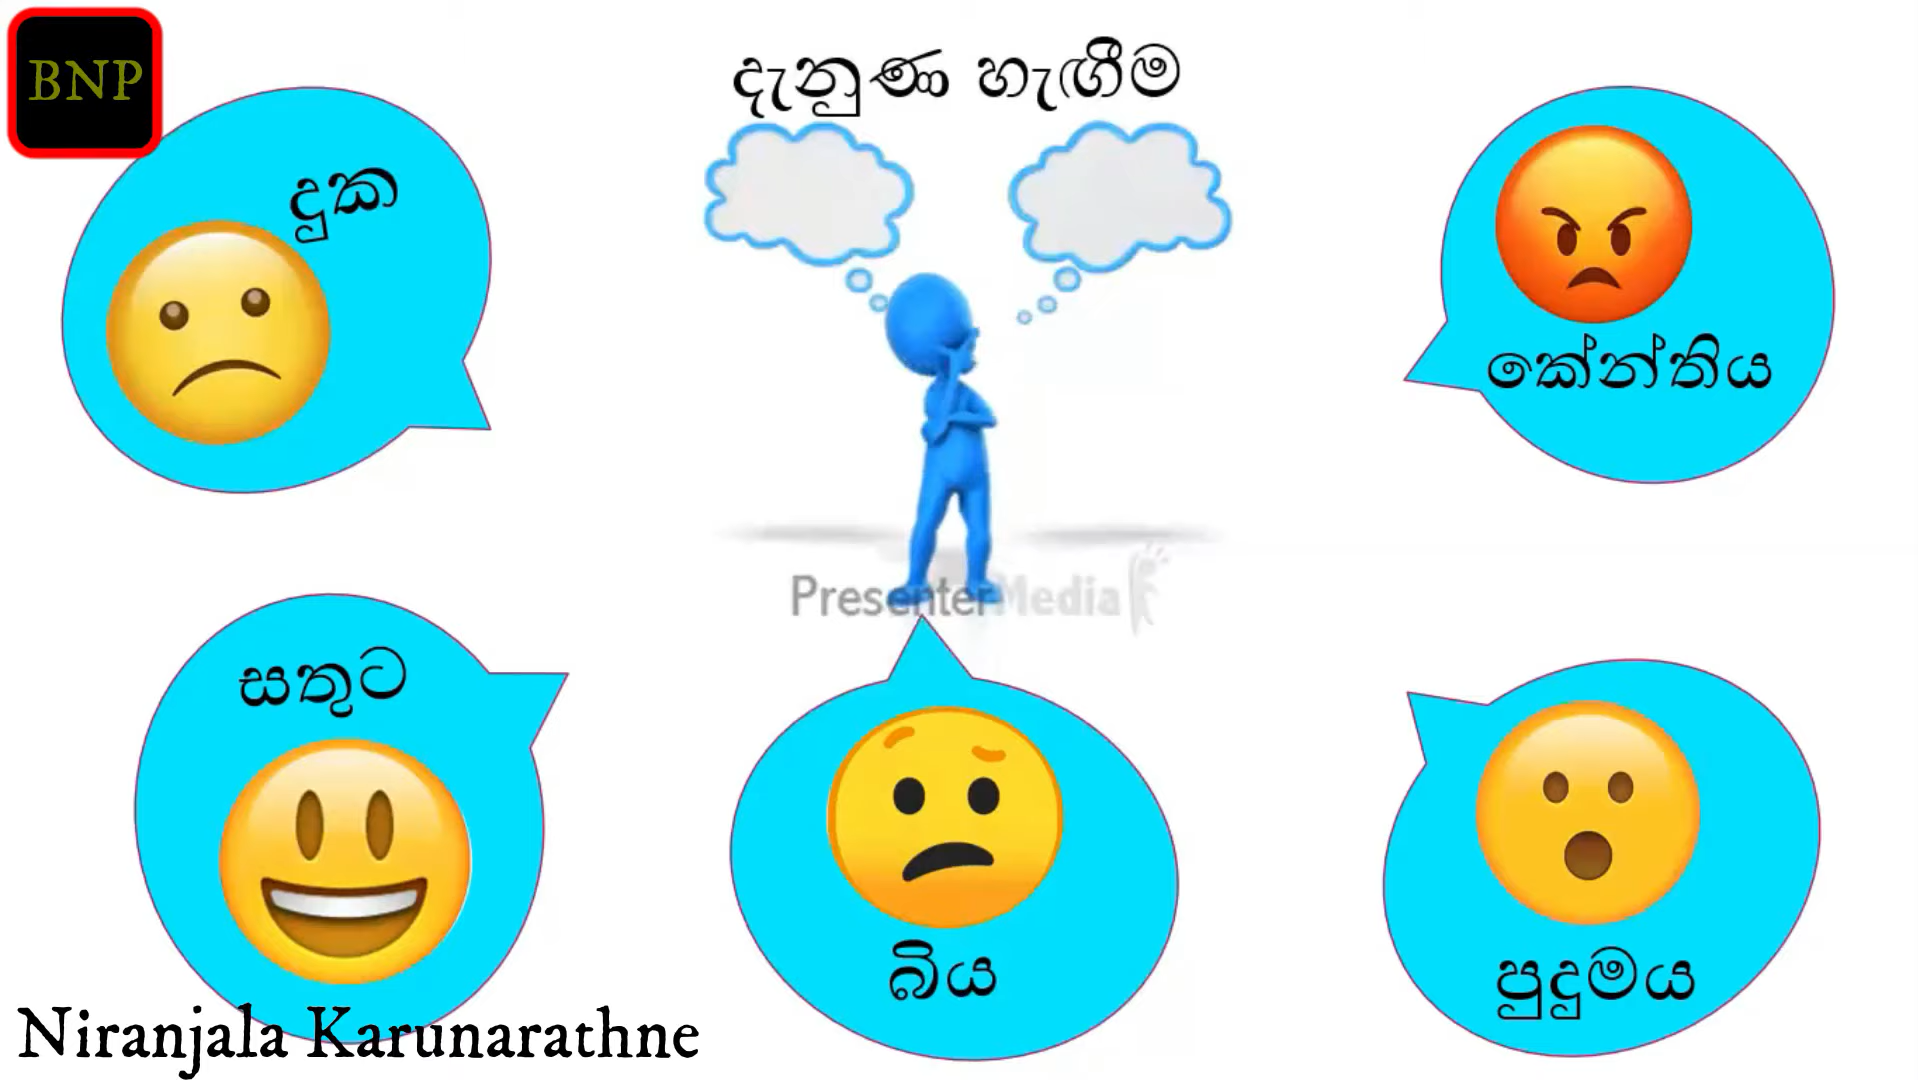 BNP
දැනුණ හැඟීම
දුක
කේන්තිය
PresenterMedia
සතුට
බිය
පුදුමය
Niranjala Karunarathne